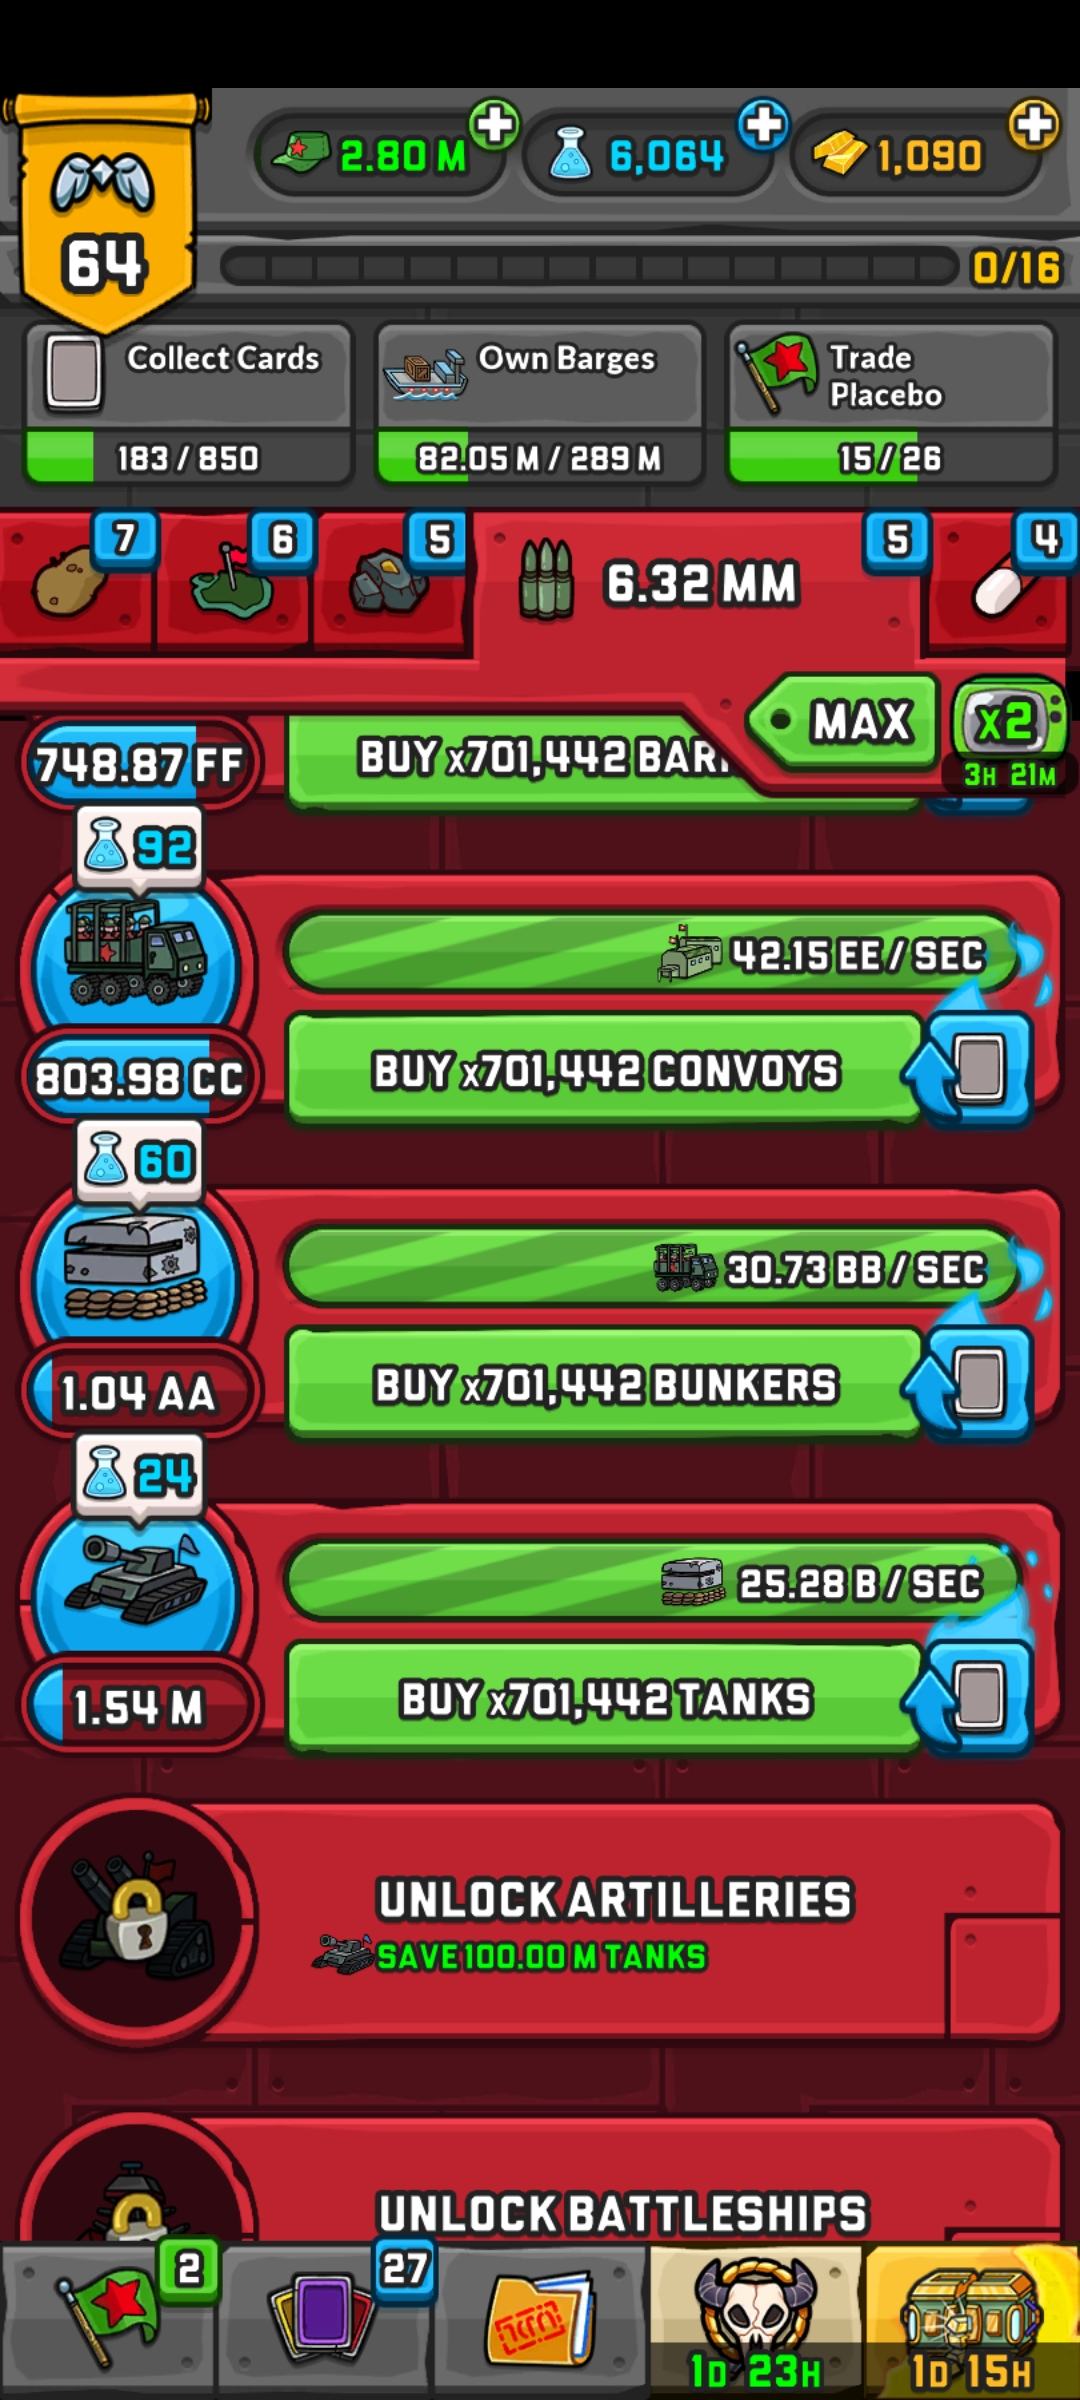 2.80 M
6,064
1,090
64
0/16
Collect Cards
183 / 850
Own Barges
82.05 M / 289 M
Trade
Placebo
15 / 26
7
6
5
6.32 MM
5
4
MAX
x2
3H 21M
748.87 FF
BUY x701,442
92
42.15 EE / SEC
803.98 CC
BUY x701,442 CONVOYS
60
30.73 BB / SEC
1.04 AA
BUY x701,442 BUNKERS
24
25.28 B / SEC
1.54 M
BUY x701,442 TANKS
UNLOCK ARTILLERIES
SAVE 100.00 M TANKS
UNLOCK BATTLESHIPS
2
27
1D 23H
1D 15H